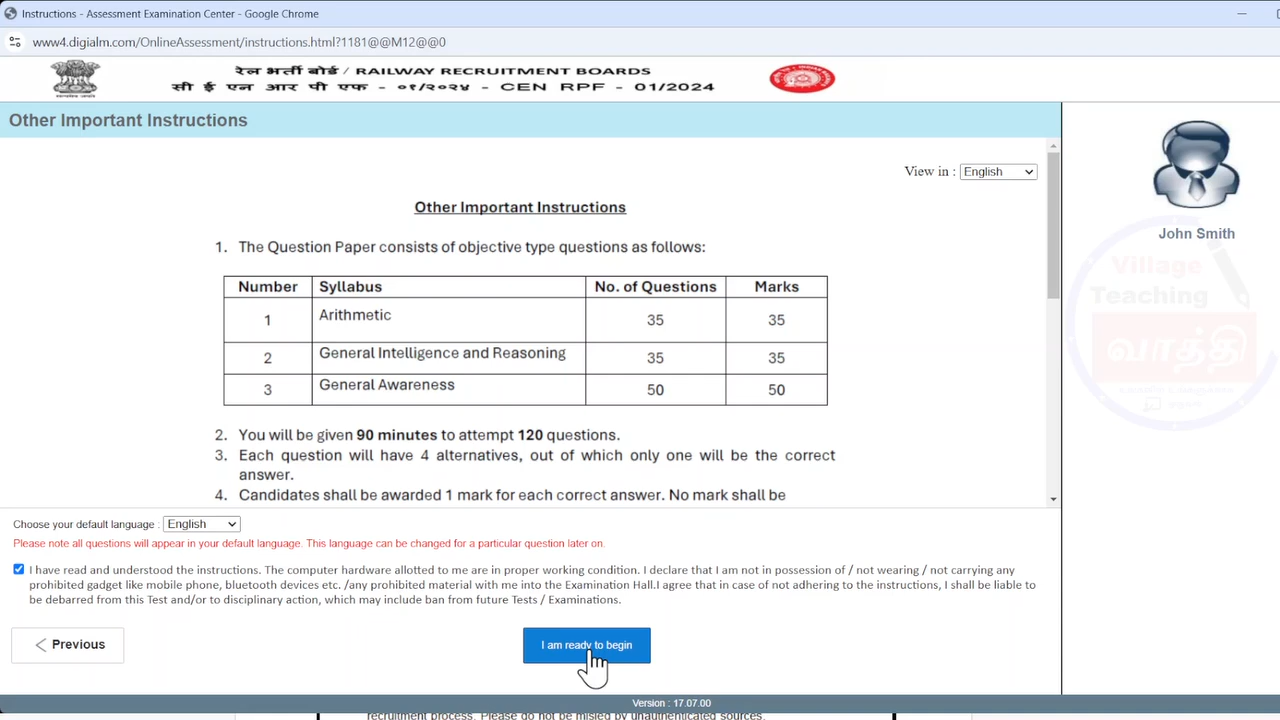 Instructions - Assessment Examination Center - Google Chrome
www4.digialm.com/OnlineAssessment/instructions.html?1181@@M12@@0
रेल भर्ती बोर्ड / RAILWAY RECRUITMENT BOARDS
सी ई एन आर पी एफ - ०१/२०२४ - CEN RPF - 01/2024
Other Important Instructions
View in : English
Other Important Instructions
1. The Question Paper consists of objective type questions as follows:
Number Syllabus No. of Questions Marks
1 Arithmetic 35 35
2 General Intelligence and Reasoning 35 35
3 General Awareness 50 50
2. You will be given 90 minutes to attempt 120 questions.
3. Each question will have 4 alternatives, out of which only one will be the correct
answer.
4. Candidates shall be awarded 1 mark for each correct answer. No mark shall be
Choose your default language : English
Please note all questions will appear in your default language. This language can be changed for a particular question later on.
I have read and understood the instructions. The computer hardware allotted to me are in proper working condition. I declare that I am not in possession of / not wearing / not carrying any
prohibited gadget like mobile phone, bluetooth devices etc. /any prohibited material with me into the Examination Hall.I agree that in case of not adhering to the instructions, I shall be liable to
be debarred from this Test and/or to disciplinary action, which may include ban from future Tests / Examinations.
Previous
I am ready to begin
Version : 17.07.00
recruitment process. Please do not be misled by unauthenticated sources.
John Smith
Village
Teaching
வாத்தி